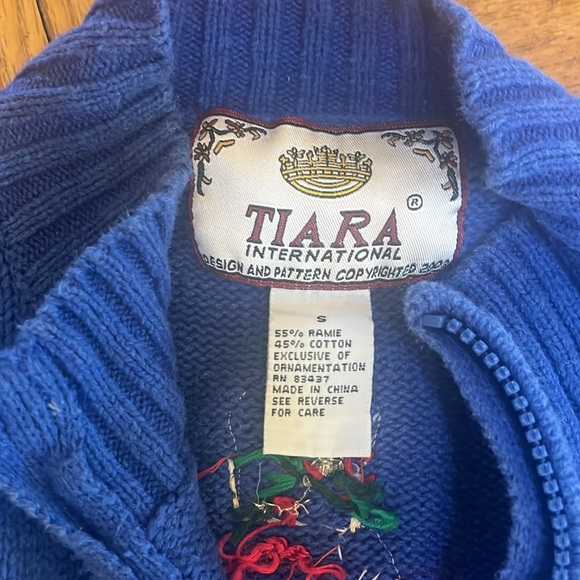 TIARA ®
INTERNATIONAL
DESIGN AND PATTERN COPYRIGHTED
S
55% RAMIE
45% COTTON
EXCLUSIVE OF
ORNAMENTATION
RN 83437
MADE IN CHINA
SEE REVERSE
FOR CARE